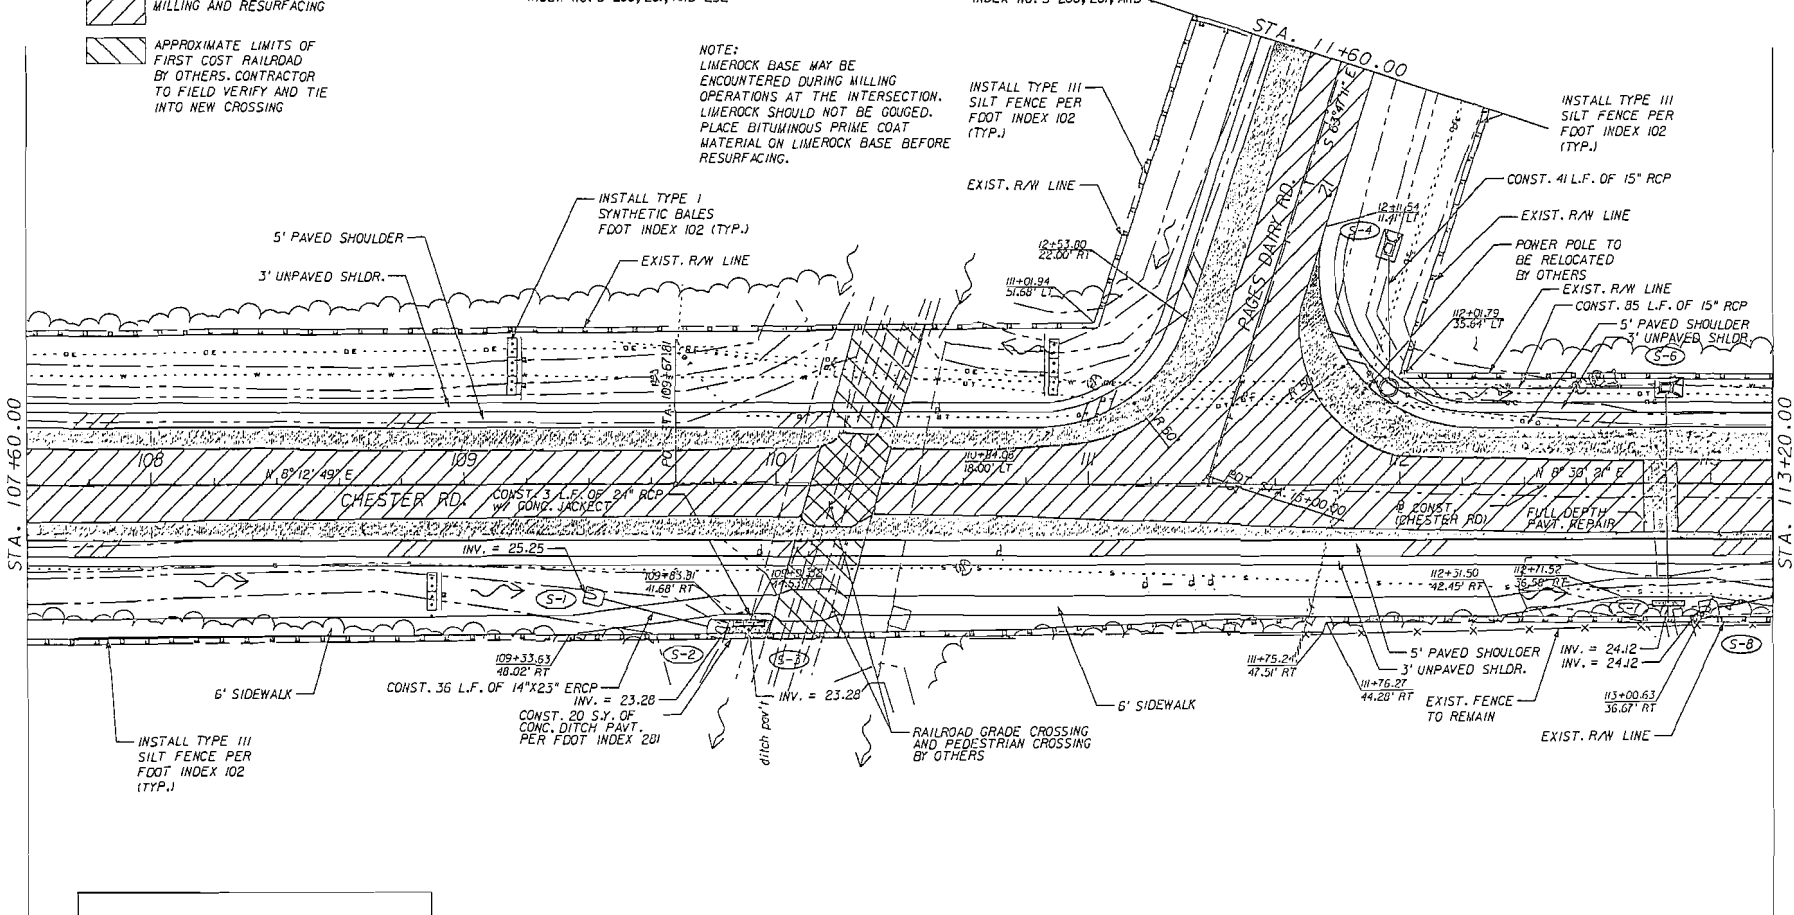 MILLING AND RESURFACING
APPROXIMATE LIMITS OF
FIRST COST RAILROAD
BY OTHERS. CONTRACTOR
TO FIELD VERIFY AND TIE
INTO NEW CROSSING
NOTE:
LIMEROCK BASE MAY BE
ENCOUNTERED DURING MILLING
OPERATIONS AT THE INTERSECTION.
LIMEROCK SHOULD NOT BE GOUGED.
PLACE BITUMINOUS PRIME COAT
MATERIAL ON LIMEROCK BASE BEFORE
RESURFACING.
INSTALL TYPE III
SILT FENCE PER
FDOT INDEX 102
(TYP.)
STA. 11+60.00
INSTALL TYPE III
SILT FENCE PER
FDOT INDEX 102
(TYP.)
EXIST. R/W LINE
CONST. 41 L.F. OF 15" RCP
EXIST. R/W LINE
POWER POLE TO
BE RELOCATED
BY OTHERS
EXIST. R/W LINE
CONST. 85 L.F. OF 15" RCP
5' PAVED SHOULDER
3' UNPAVED SHLDR.
S-6
INSTALL TYPE I
SYNTHETIC BALES
FDOT INDEX 102 (TYP.)
5' PAVED SHOULDER
EXIST. R/W LINE
3' UNPAVED SHLDR.
12+53.00
22.00' RT
111+01.94
51.68' LT
12+11.54
11.41' LT
S-4
112+01.79
35.64' LT
PAGES DAIRY RD.
S 63°47'11" E
12
R 50'
R 60'
STA. 107+60.00
STA. 113+20.00
POT STA. 109+67.81
108
109
110
111
112
N 8°12'49" E
CHESTER RD.
CONST. 3 L.F. OF 24" RCP
W/ CONC. JACKECT
110+84.06
18.00' LT
N 8°30'21" E
℄ CONST.
(CHESTER RD)
FULL DEPTH
PAVT. REPAIR
INV. = 25.25
S-1
109+83.81
41.68' RT
112+31.50
42.45' RT
112+71.52
36.58' RT
S-2
S-3
109+33.63
48.02' RT
CONST. 36 L.F. OF 14"X23" ERCP
INV. = 23.28
CONST. 20 S.Y. OF
CONC. DITCH PAVT.
PER FDOT INDEX 281
ditch pav't
INV. = 23.28
6' SIDEWALK
INSTALL TYPE III
SILT FENCE PER
FDOT INDEX 102
(TYP.)
RAILROAD GRADE CROSSING
AND PEDESTRIAN CROSSING
BY OTHERS
6' SIDEWALK
111+75.24
47.51' RT
111+76.27
44.28' RT
5' PAVED SHOULDER
3' UNPAVED SHLDR.
EXIST. FENCE
TO REMAIN
INV. = 24.12
INV. = 24.12
S-8
113+00.63
36.67' RT
EXIST. R/W LINE